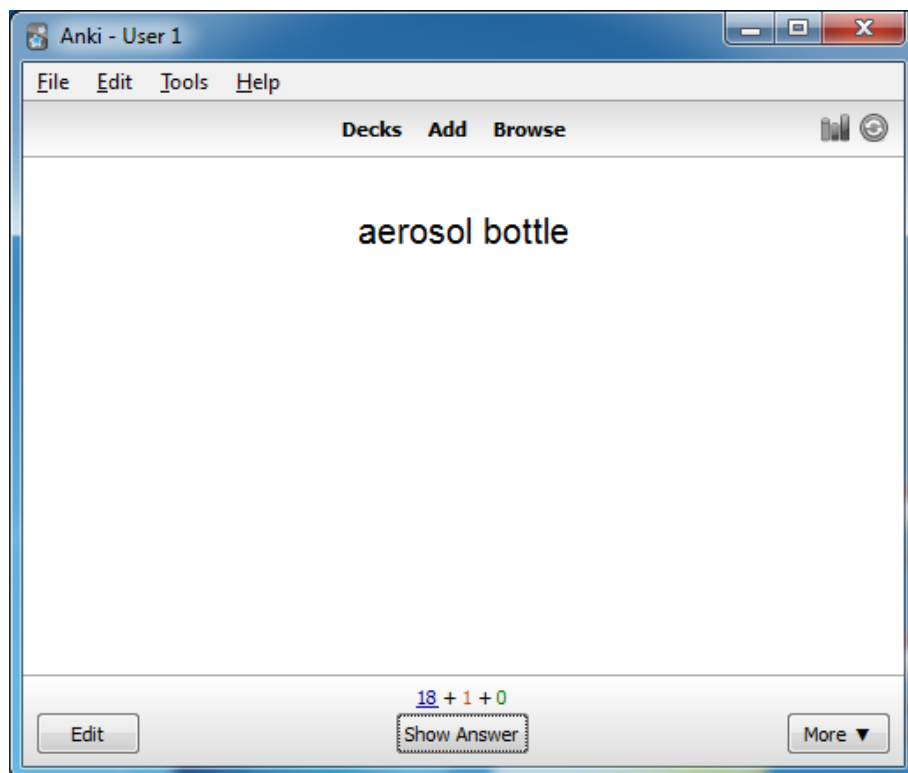 Anki - User 1
File Edit Tools Help
Decks Add Browse
aerosol bottle
18 + 1 + 0
Edit Show Answer More ▼